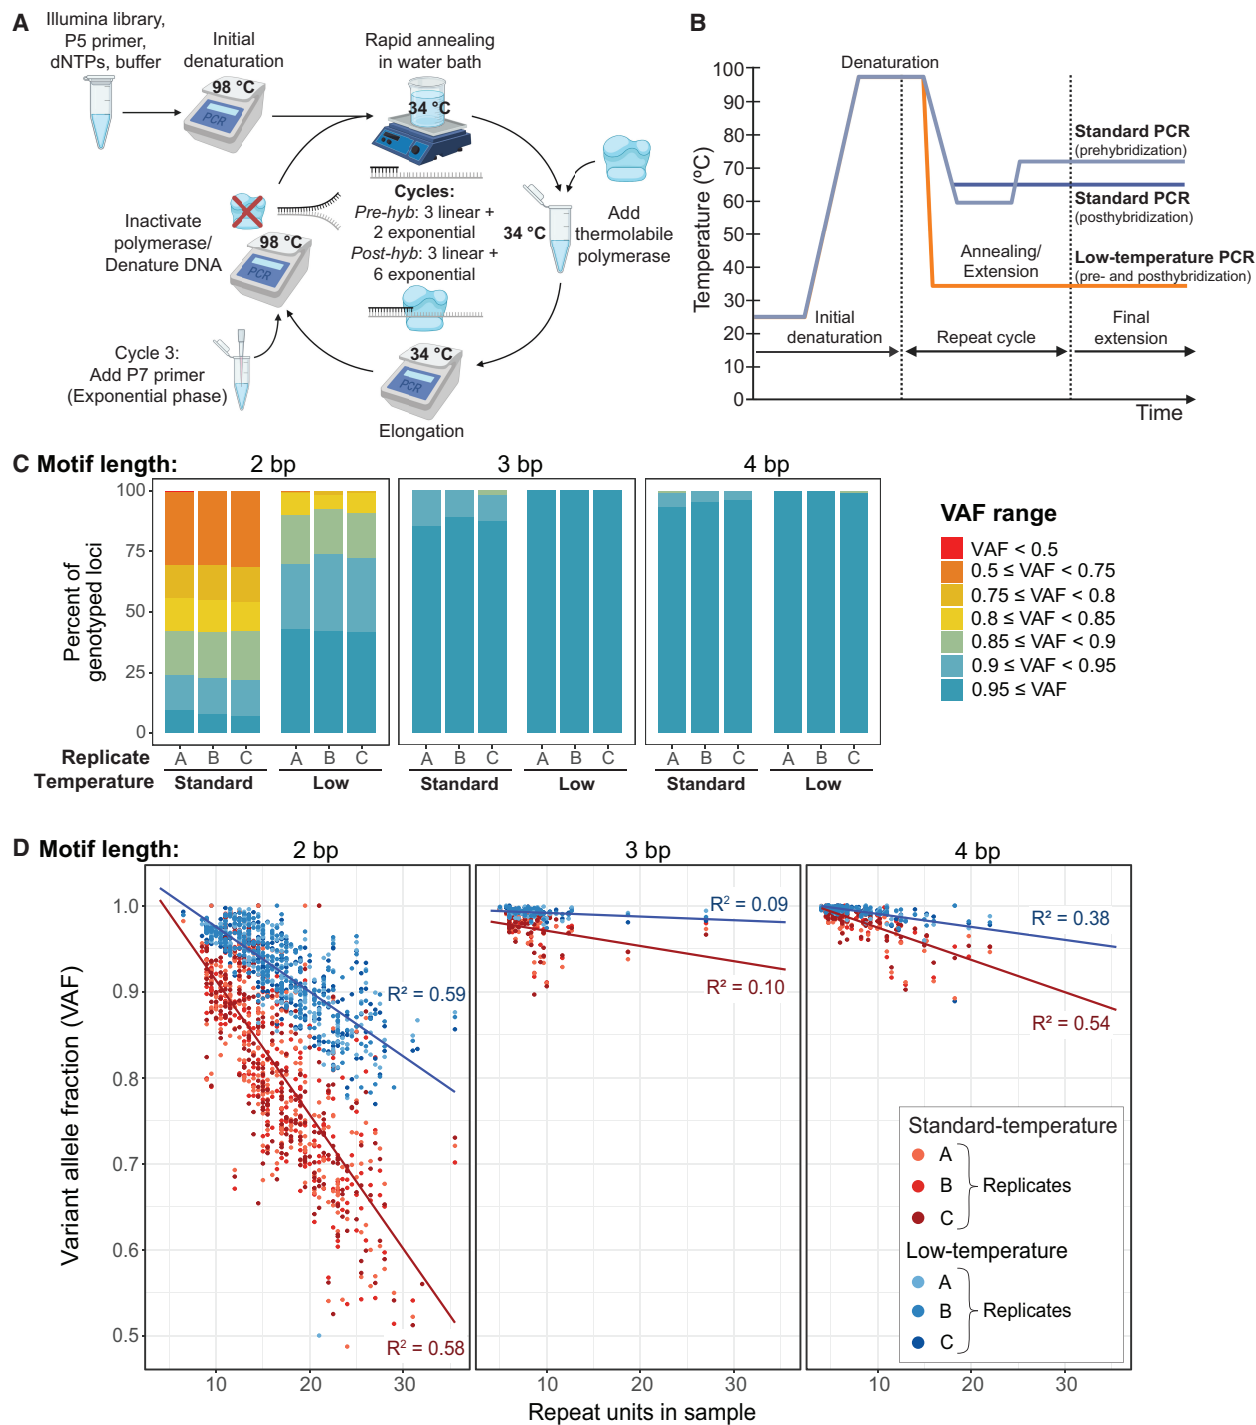 A
Illumina library,
P5 primer,
dNTPs, buffer
Initial
denaturation
98 °C
PCR
Rapid annealing
in water bath
34 °C
Add
thermolabile
polymerase
34 °C
Cycles:
Pre-hyb: 3 linear +
2 exponential
Post-hyb: 3 linear +
6 exponential
Inactivate
polymerase/
Denature DNA
98 °C
PCR
Cycle 3:
Add P7 primer
(Exponential phase)
34 °C
PCR
Elongation
B
Temperature (ºC)
100
90
80
70
60
50
40
30
20
10
0
Denaturation
Standard PCR
(prehybridization)
Standard PCR
(posthybridization)
Low-temperature PCR
(pre- and posthybridization)
Annealing/
Extension
Initial
denaturation
Repeat cycle
Final
extension
Time
C Motif length: 2 bp 3 bp 4 bp
Percent of
genotyped loci
100
75
50
25
0
Replicate A B C A B C A B C A B C A B C A B C
Temperature Standard Low Standard Low Standard Low
VAF range
VAF < 0.5
0.5 ≤ VAF < 0.75
0.75 ≤ VAF < 0.8
0.8 ≤ VAF < 0.85
0.85 ≤ VAF < 0.9
0.9 ≤ VAF < 0.95
0.95 ≤ VAF
D Motif length: 2 bp 3 bp 4 bp
Variant allele fraction (VAF)
1.0
0.9
0.8
0.7
0.6
0.5
R² = 0.59
R² = 0.58
R² = 0.09
R² = 0.10
R² = 0.38
R² = 0.54
Standard-temperature
A
B
C
Replicates
Low-temperature
A
B
C
Replicates
10 20 30 10 20 30 10 20 30
Repeat units in sample